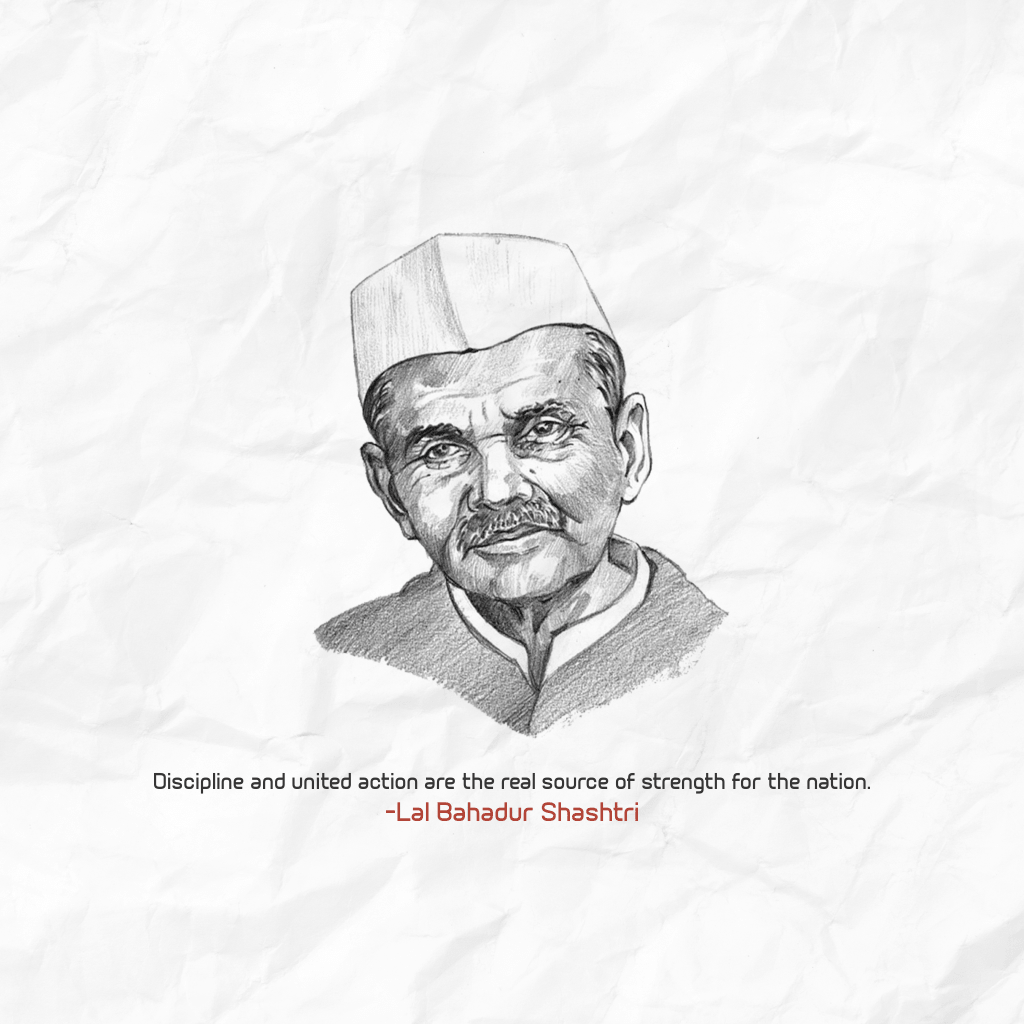 Discipline and united action are the real source of strength for the nation.
-Lal Bahadur Shashtri